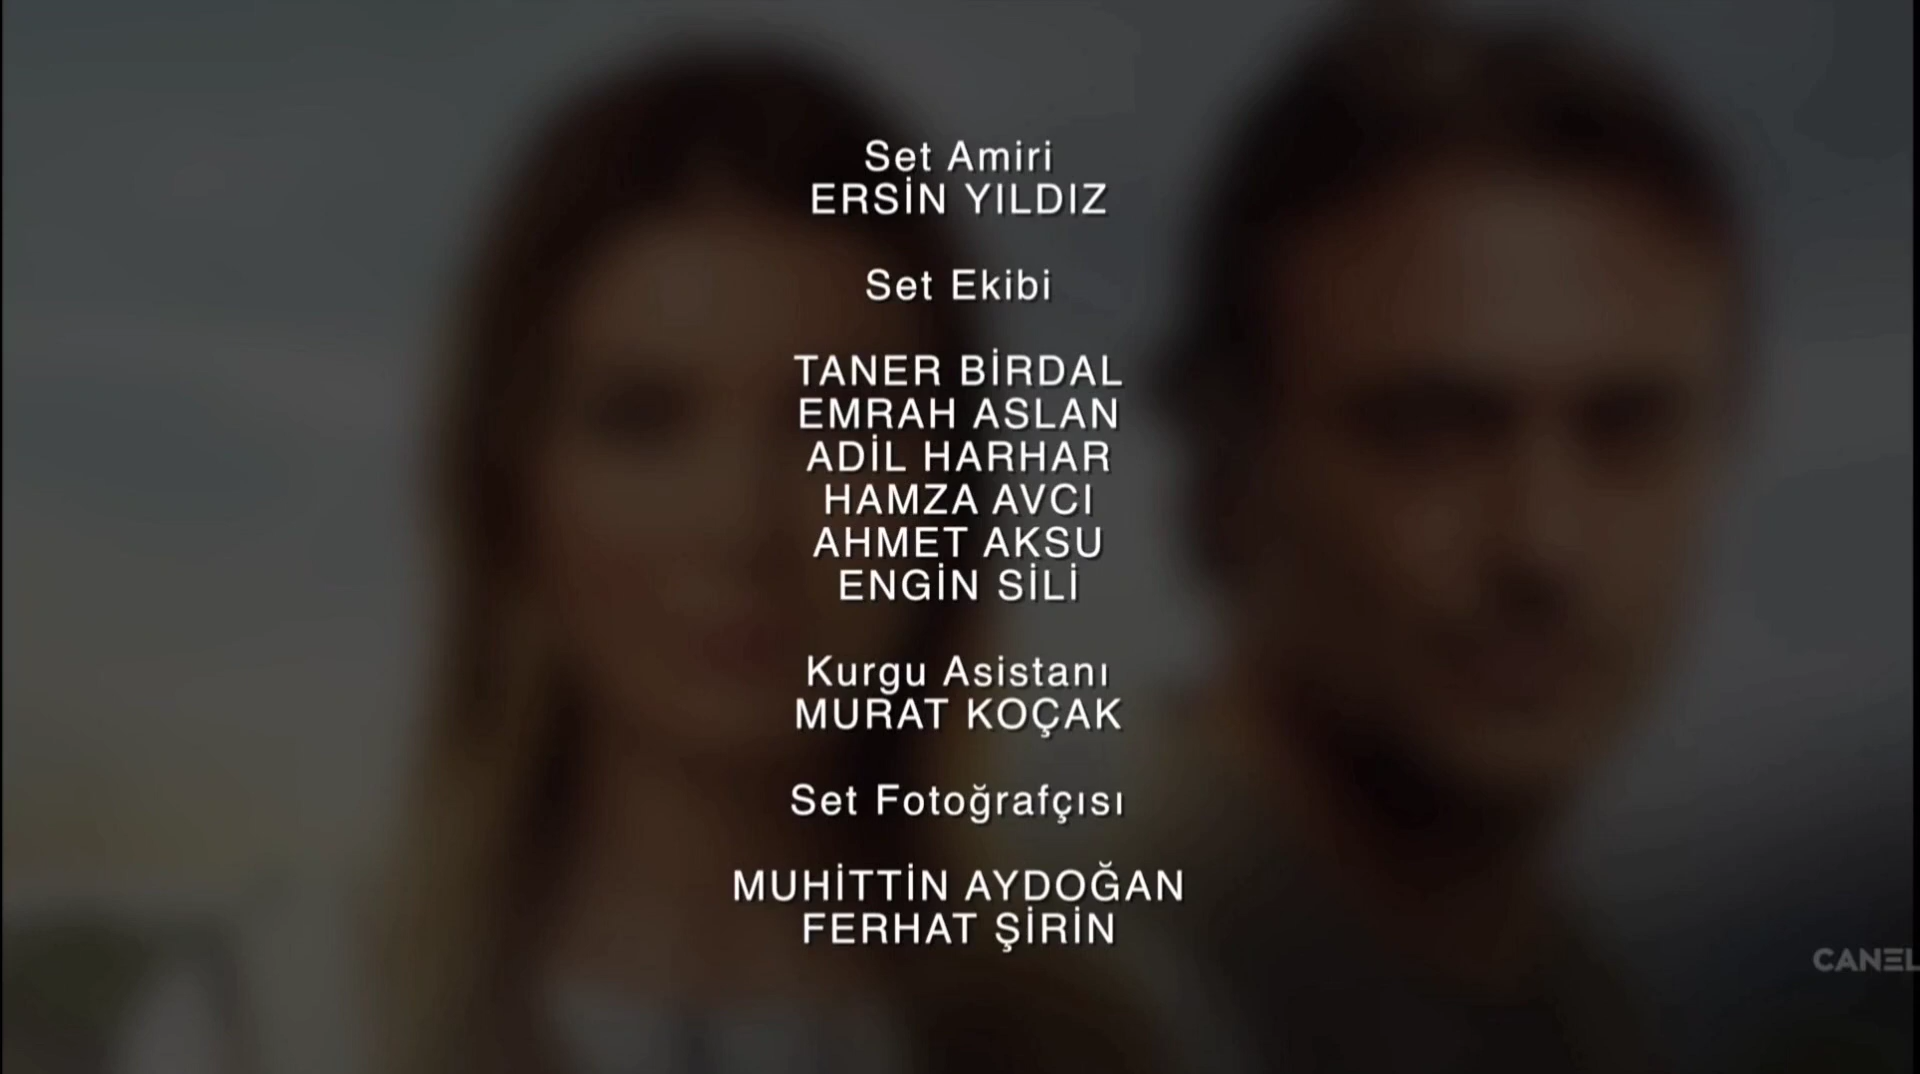 Set Amiri
ERSİN YILDIZ
Set Ekibi
TANER BİRDAL
EMRAH ASLAN
ADİL HARHAR
HAMZA AVCI
AHMET AKSU
ENGİN SİLİ
Kurgu Asistanı
MURAT KOÇAK
Set Fotoğrafçısı
MUHİTTİN AYDOĞAN
FERHAT ŞİRİN
CANEL